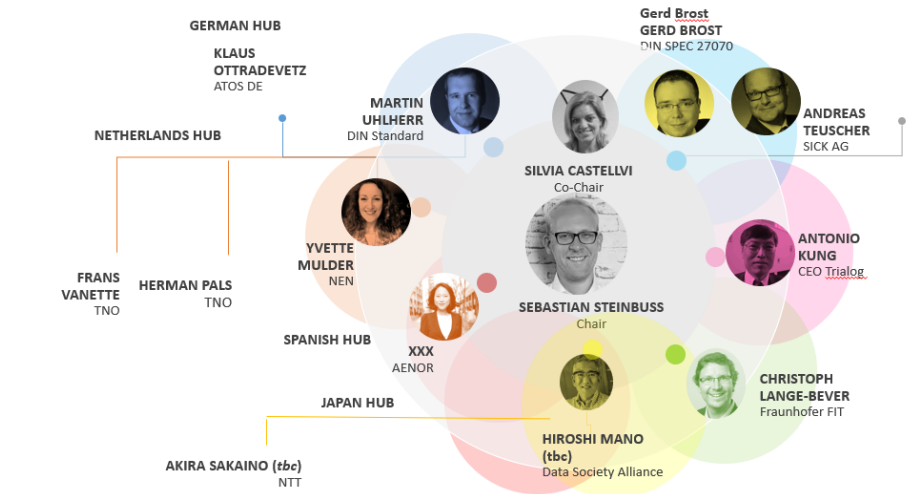 GERMAN HUB
KLAUS
OTTRADEVETZ
ATOS DE
Gerd Brost
GERD BROST
DIN SPEC 27070
MARTIN
UHLHERR
DIN Standard
ANDREAS
TEUSCHER
SICK AG
NETHERLANDS HUB
SILVIA CASTELLVI
Co-Chair
YVETTE
MULDER
NEN
ANTONIO
KUNG
CEO Trialog
FRANS
VANETTE
TNO
HERMAN PALS
TNO
SEBASTIAN STEINBUSS
Chair
SPANISH HUB
XXX
AENOR
CHRISTOPH
LANGE-BEVER
Fraunhofer FIT
JAPAN HUB
HIROSHI MANO
(tbc)
Data Society Alliance
AKIRA SAKAINO (tbc)
NTT